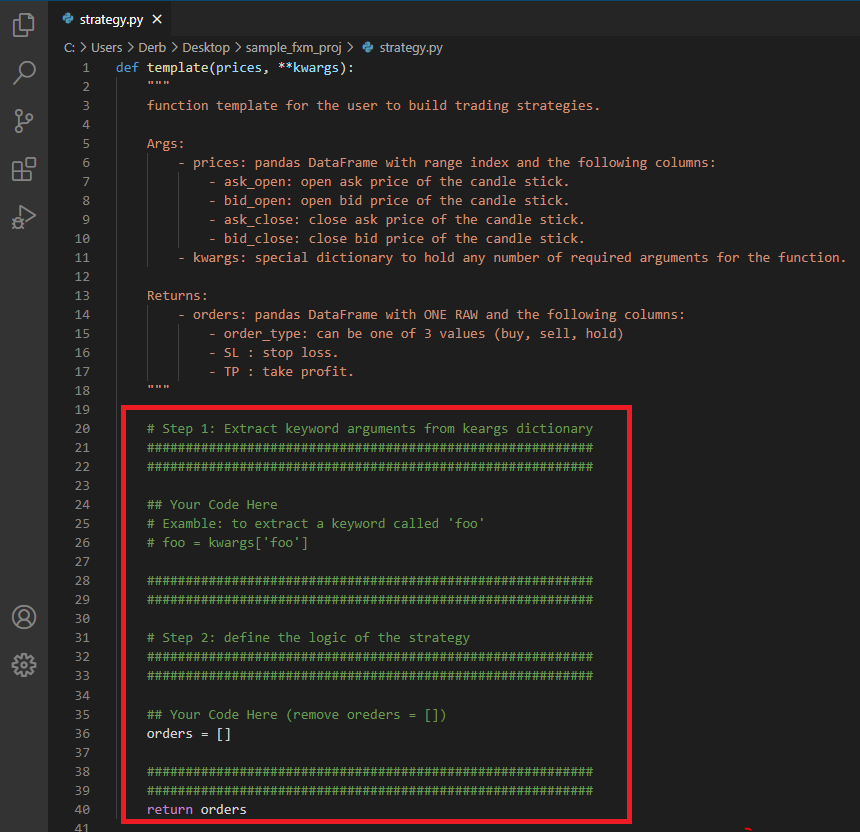 strategy.py
C: > Users > Derb > Desktop > sample_fxm_proj > strategy.py
1 def template(prices, **kwargs):
2 """
3 function template for the user to build trading strategies.
4
5 Args:
6 - prices: pandas DataFrame with range index and the following columns:
7 - ask_open: open ask price of the candle stick.
8 - bid_open: open bid price of the candle stick.
9 - ask_close: close ask price of the candle stick.
10 - bid_close: close bid price of the candle stick.
11 - kwargs: special dictionary to hold any number of required arguments for the function.
12
13 Returns:
14 - orders: pandas DataFrame with ONE RAW and the following columns:
15 - order_type: can be one of 3 values (buy, sell, hold)
16 - SL : stop loss.
17 - TP : take profit.
18 """
19
20 # Step 1: Extract keyword arguments from keargs dictionary
21 ##########################################################
22 ##########################################################
23
24 ## Your Code Here
25 # Examble: to extract a keyword called 'foo'
26 # foo = kwargs['foo']
27
28 ##########################################################
29 ##########################################################
30
31 # Step 2: define the logic of the strategy
32 ##########################################################
33 ##########################################################
34
35 ## Your Code Here (remove oreders = [])
36 orders = []
37
38 ##########################################################
39 ##########################################################
40 return orders
41